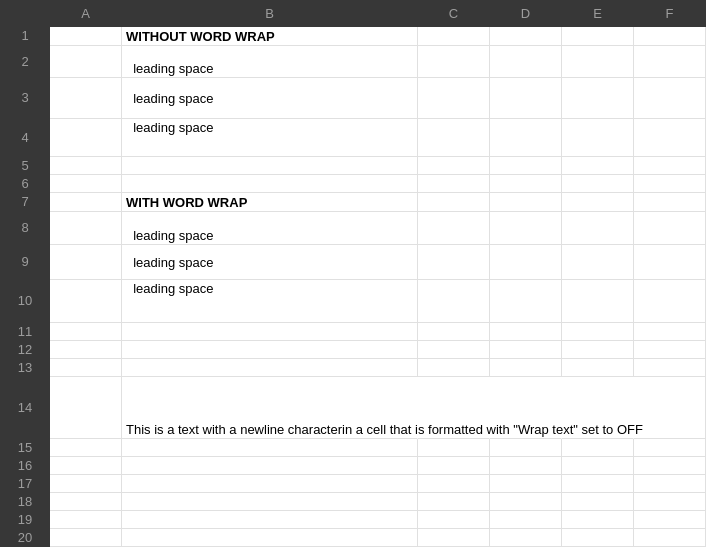 A B C D E F
1 WITHOUT WORD WRAP
2 leading space
3 leading space
4 leading space
5
6
7 WITH WORD WRAP
8 leading space
9 leading space
10 leading space
11
12
13
14 This is a text with a newline characterin a cell that is formatted with "Wrap text" set to OFF
15
16
17
18
19
20